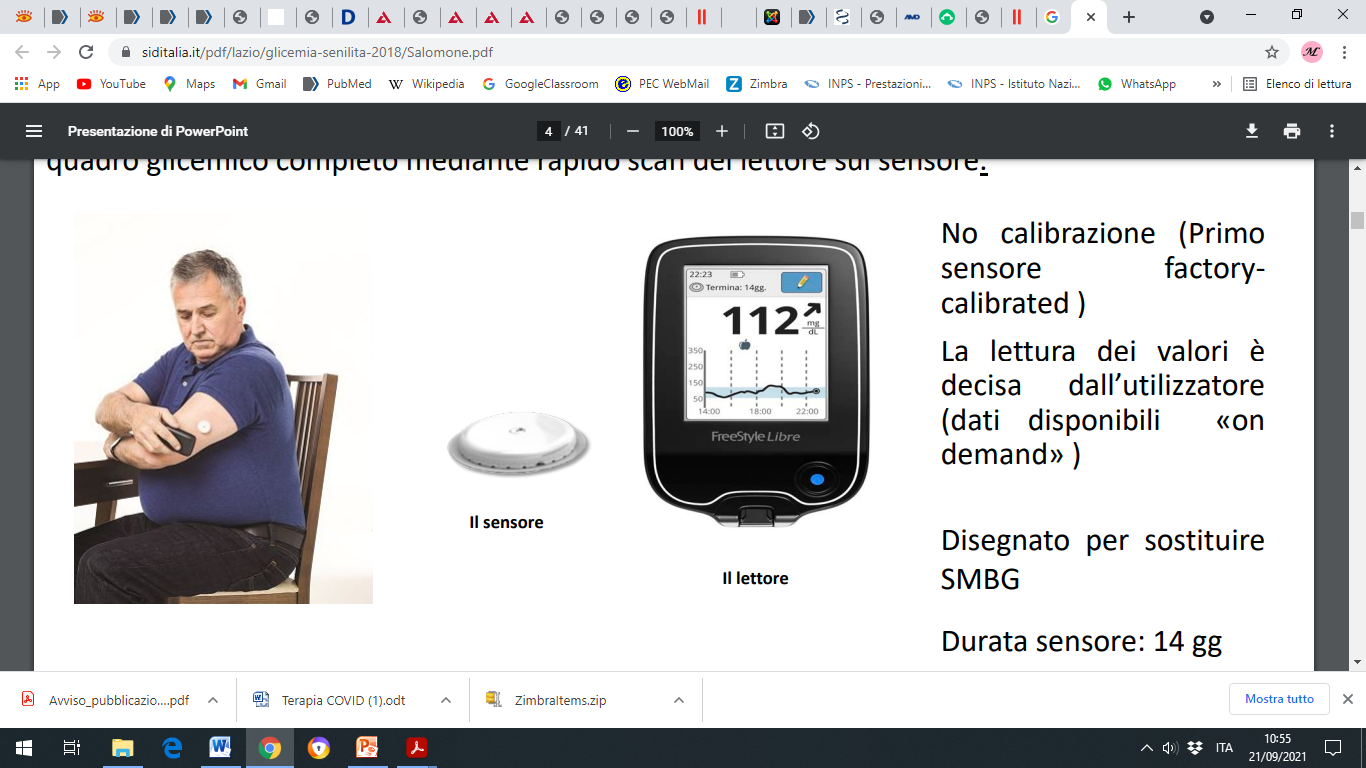 siditalia.it/pdf/lazio/glicemia-senilita-2018/Salomone.pdf
App YouTube Maps Gmail PubMed Wikipedia GoogleClassroom PEC WebMail Zimbra INPS - Prestazioni... INPS - Istituto Nazi... WhatsApp » Elenco di lettura
Presentazione di PowerPoint 4 / 41 100%
quadro glicemico completo mediante rapido scan del lettore sul sensore.
No calibrazione (Primo
sensore factory-
calibrated )
La lettura dei valori è
decisa dall’utilizzatore
(dati disponibili «on
demand» )
Disegnato per sostituire
SMBG
Durata sensore: 14 gg
22:23
Termina: 14gg.
112 mg/dL
350
250
150
50
14:00 18:00 22:00
FreeStyle Libre
Il sensore
Il lettore
Avviso_pubblicazio....pdf Terapia COVID (1).odt ZimbraItems.zip Mostra tutto
ITA 10:55
21/09/2021